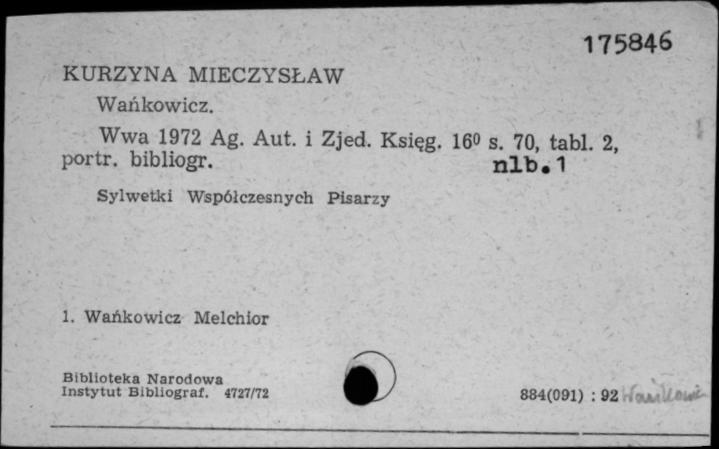 175846
KURZYNA MIECZYSŁAW
Wańkowicz.
Wwa 1972 Ag. Aut. i Zjed. Księg. 16⁰ s. 70, tabl. 2,
portr. bibliogr. nlb.1
Sylwetki Współczesnych Pisarzy
1. Wańkowicz Melchior
Biblioteka Narodowa
Instytut Bibliograf. 4727/72
884(091) : 92 Wańkowicz